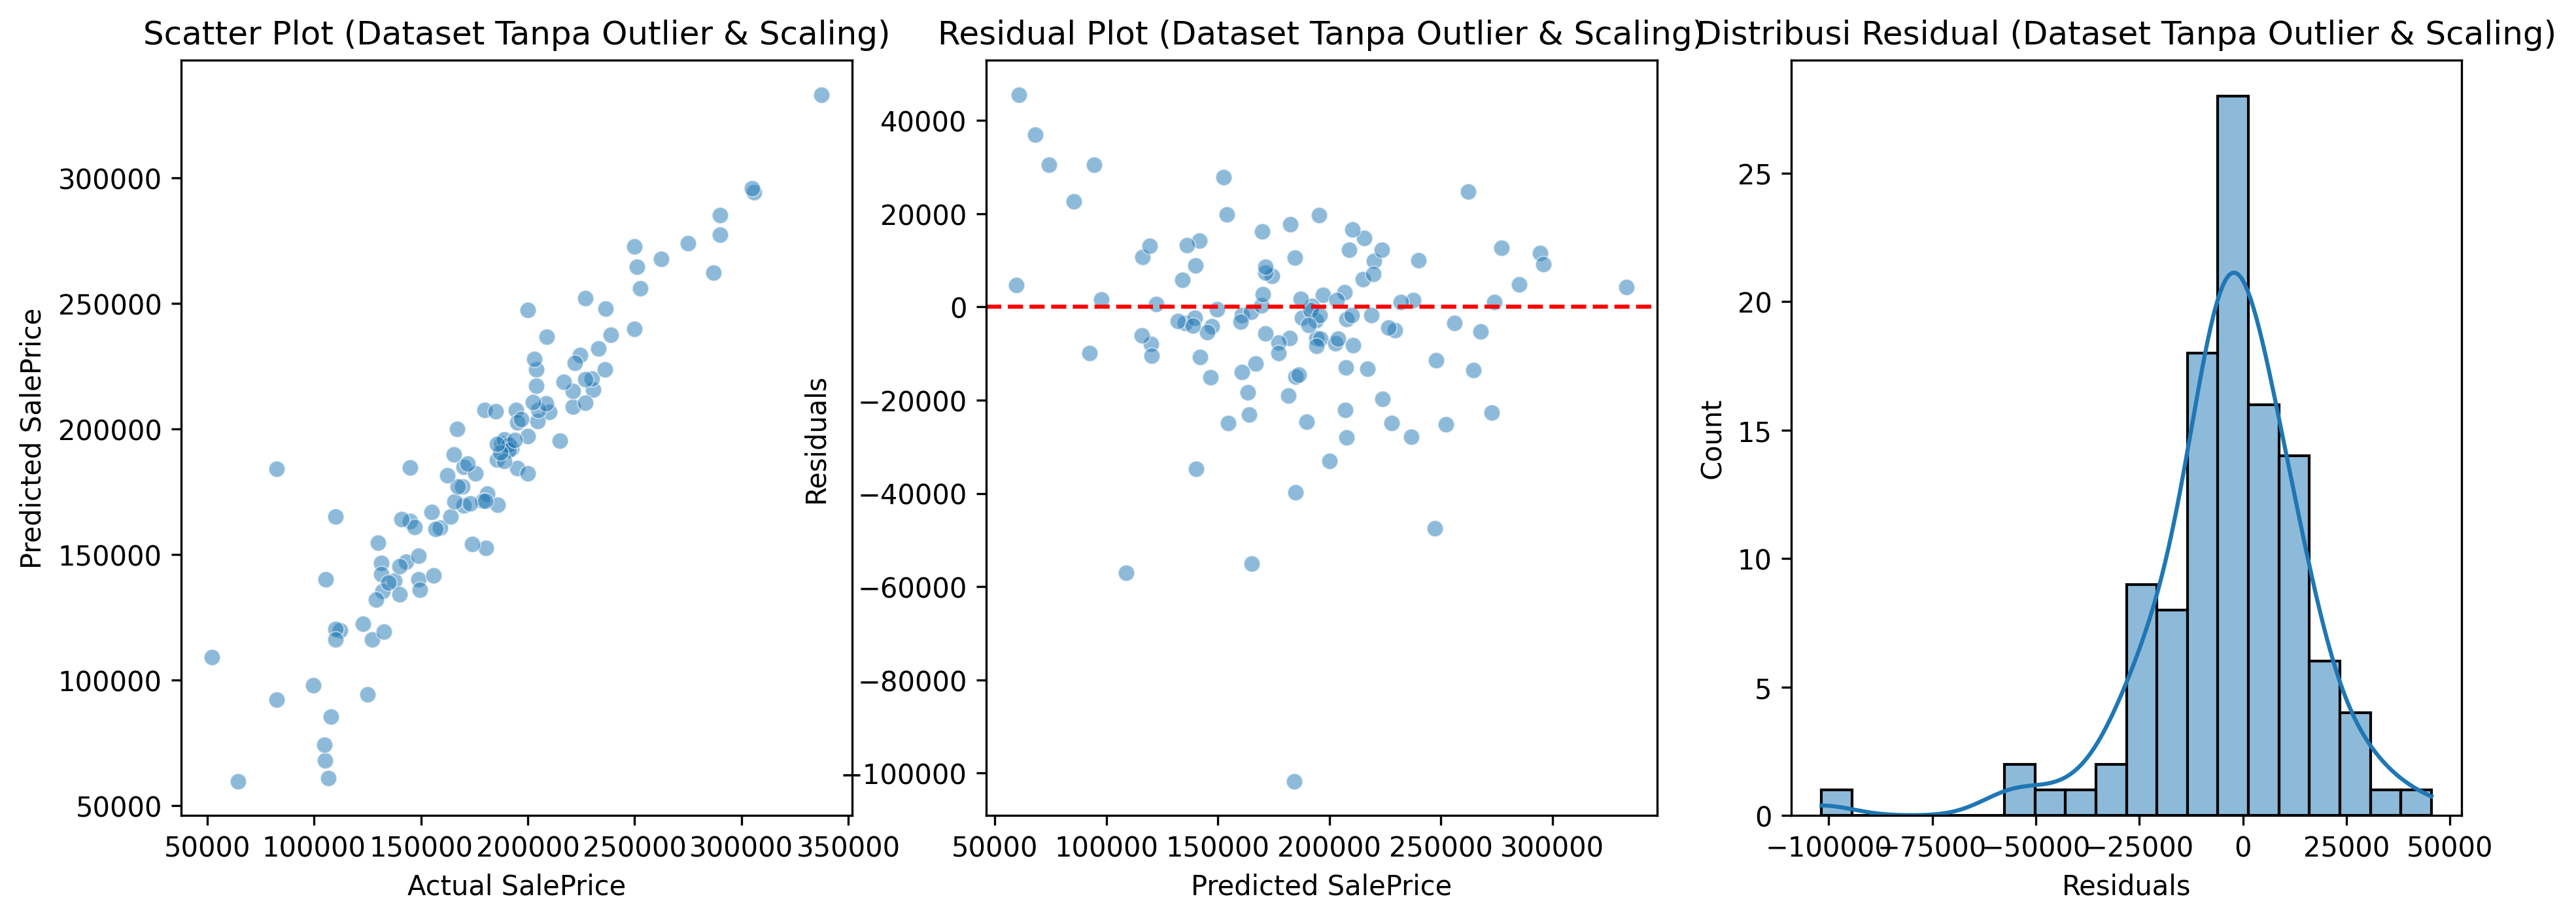 Scatter Plot (Dataset Tanpa Outlier & Scaling)
Predicted SalePrice
300000
250000
200000
150000
100000
50000
50000 100000 150000 200000 250000 300000 350000
Actual SalePrice
Residual Plot (Dataset Tanpa Outlier & Scaling)
Residuals
40000
20000
0
−20000
−40000
−60000
−80000
−100000
50000 100000 150000 200000 250000 300000
Predicted SalePrice
Distribusi Residual (Dataset Tanpa Outlier & Scaling)
Count
25
20
15
10
5
0
−100000 −75000 −50000 −25000 0 25000 50000
Residuals